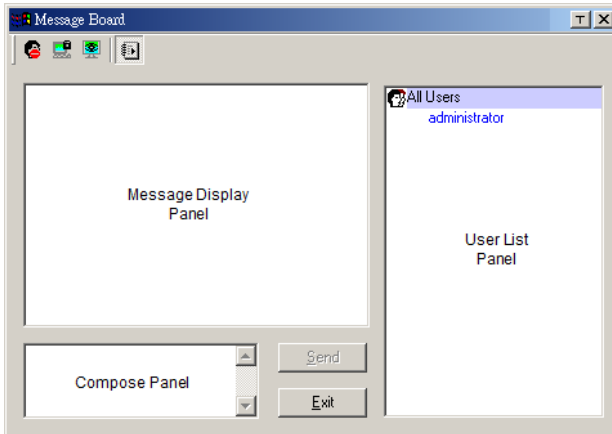 Message Board
T X
All Users
administrator
Message Display
Panel
User List
Panel
Compose Panel
Send
Exit